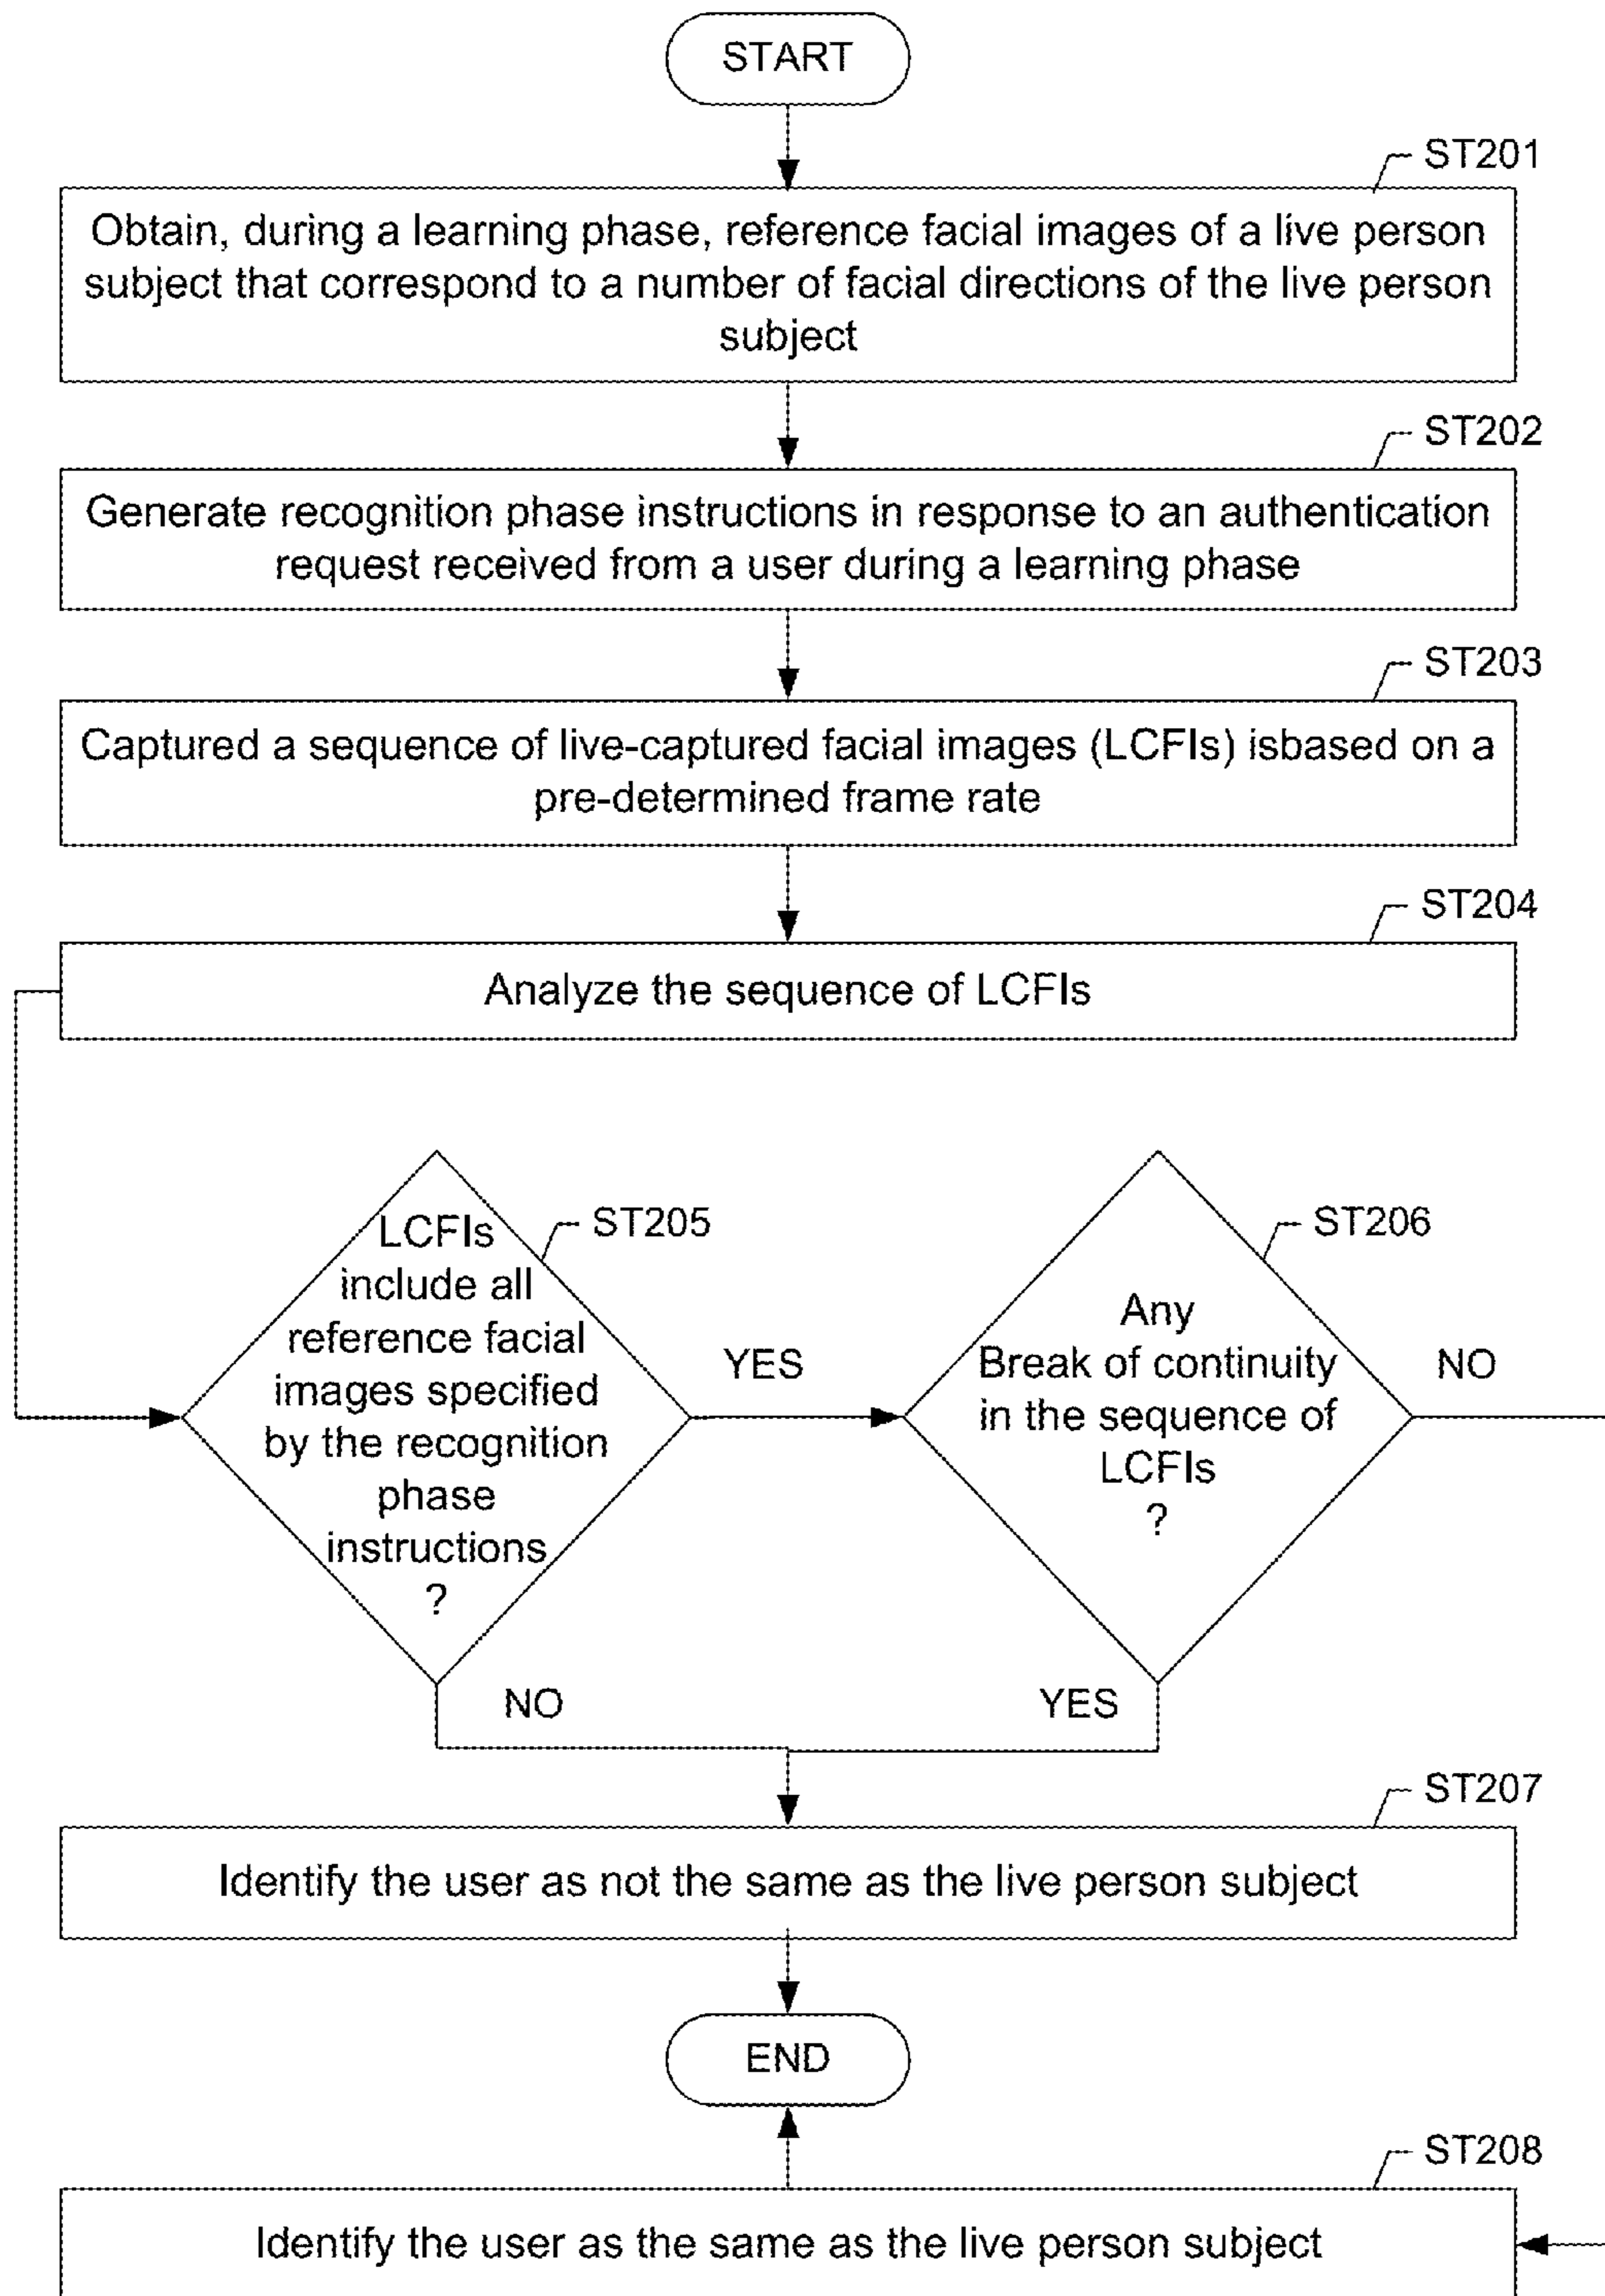 START
ST201
Obtain, during a learning phase, reference facial images of a live person
subject that correspond to a number of facial directions of the live person
subject
ST202
Generate recognition phase instructions in response to an authentication
request received from a user during a learning phase
ST203
Captured a sequence of live-captured facial images (LCFIs) isbased on a
pre-determined frame rate
ST204
Analyze the sequence of LCFIs
ST205
LCFIs
include all
reference facial
images specified
by the recognition
phase
instructions
?
YES
NO
ST206
Any
Break of continuity
in the sequence of
LCFIs
?
NO
YES
ST207
Identify the user as not the same as the live person subject
END
ST208
Identify the user as the same as the live person subject